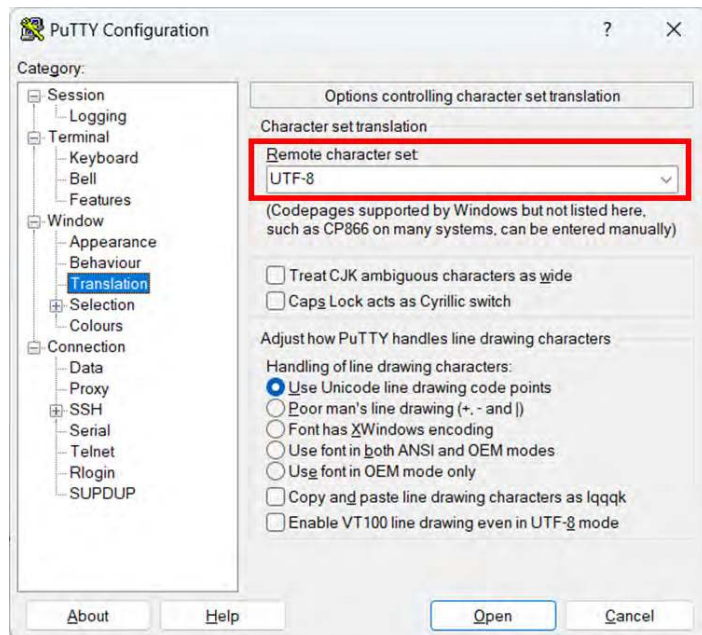 PuTTY Configuration
?
Category:
Session
Logging
Terminal
Keyboard
Bell
Features
Window
Appearance
Behaviour
Translation
Selection
Colours
Connection
Data
Proxy
SSH
Serial
Telnet
Rlogin
SUPDUP
Options controlling character set translation
Character set translation
Remote character set:
UTF-8
(Codepages supported by Windows but not listed here,
such as CP866 on many systems, can be entered manually)
Treat CJK ambiguous characters as wide
Caps Lock acts as Cyrillic switch
Adjust how PuTTY handles line drawing characters
Handling of line drawing characters:
Use Unicode line drawing code points
Poor man's line drawing (+, - and |)
Font has XWindows encoding
Use font in both ANSI and OEM modes
Use font in OEM mode only
Copy and paste line drawing characters as lqqqk
Enable VT100 line drawing even in UTF-8 mode
About
Help
Open
Cancel